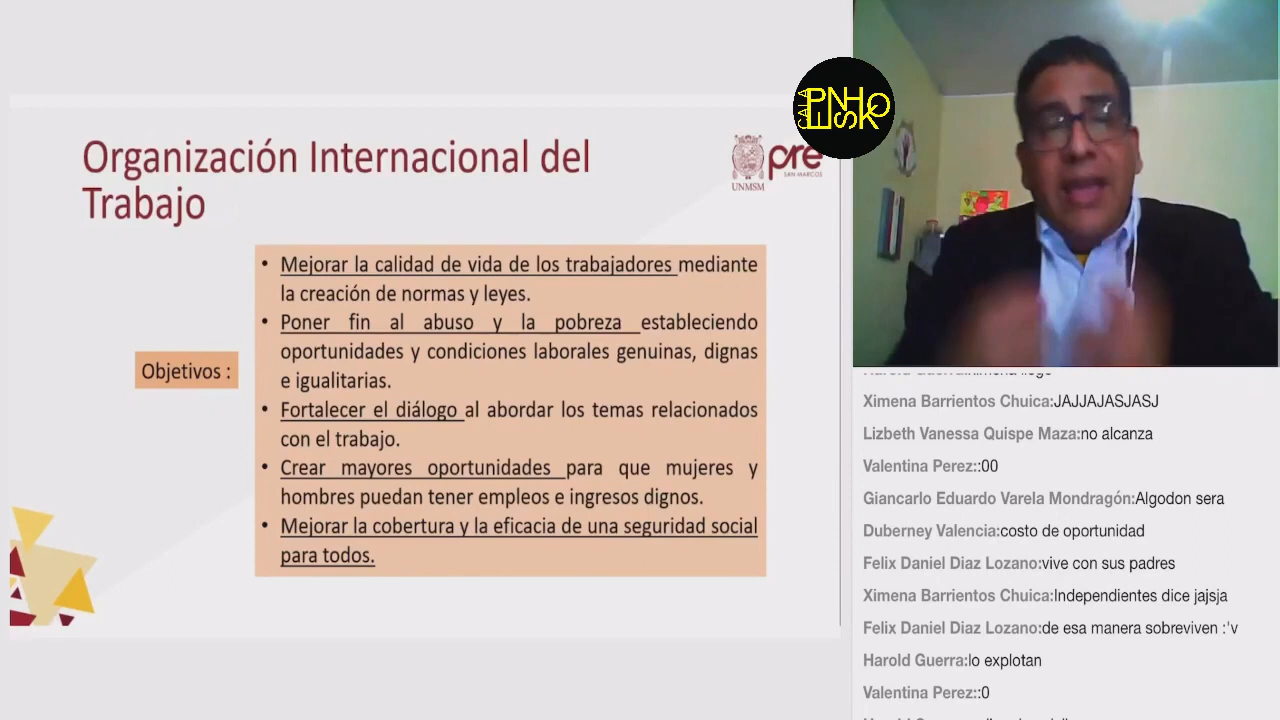 Organización Internacional del
Trabajo
UNMSM
pre
SAN MARCOS
Objetivos :
• Mejorar la calidad de vida de los trabajadores mediante
la creación de normas y leyes.
• Poner fin al abuso y la pobreza estableciendo
oportunidades y condiciones laborales genuinas, dignas
e igualitarias.
• Fortalecer el diálogo al abordar los temas relacionados
con el trabajo.
• Crear mayores oportunidades para que mujeres y
hombres puedan tener empleos e ingresos dignos.
• Mejorar la cobertura y la eficacia de una seguridad social
para todos.
Ximena Barrientos Chuica:JAJJAJASJASJ
Lizbeth Vanessa Quispe Maza:no alcanza
Valentina Perez::00
Giancarlo Eduardo Varela Mondragón:Algodon sera
Duberney Valencia:costo de oportunidad
Felix Daniel Diaz Lozano:vive con sus padres
Ximena Barrientos Chuica:Independientes dice jajsja
Felix Daniel Diaz Lozano:de esa manera sobreviven :'v
Harold Guerra:lo explotan
Valentina Perez::0